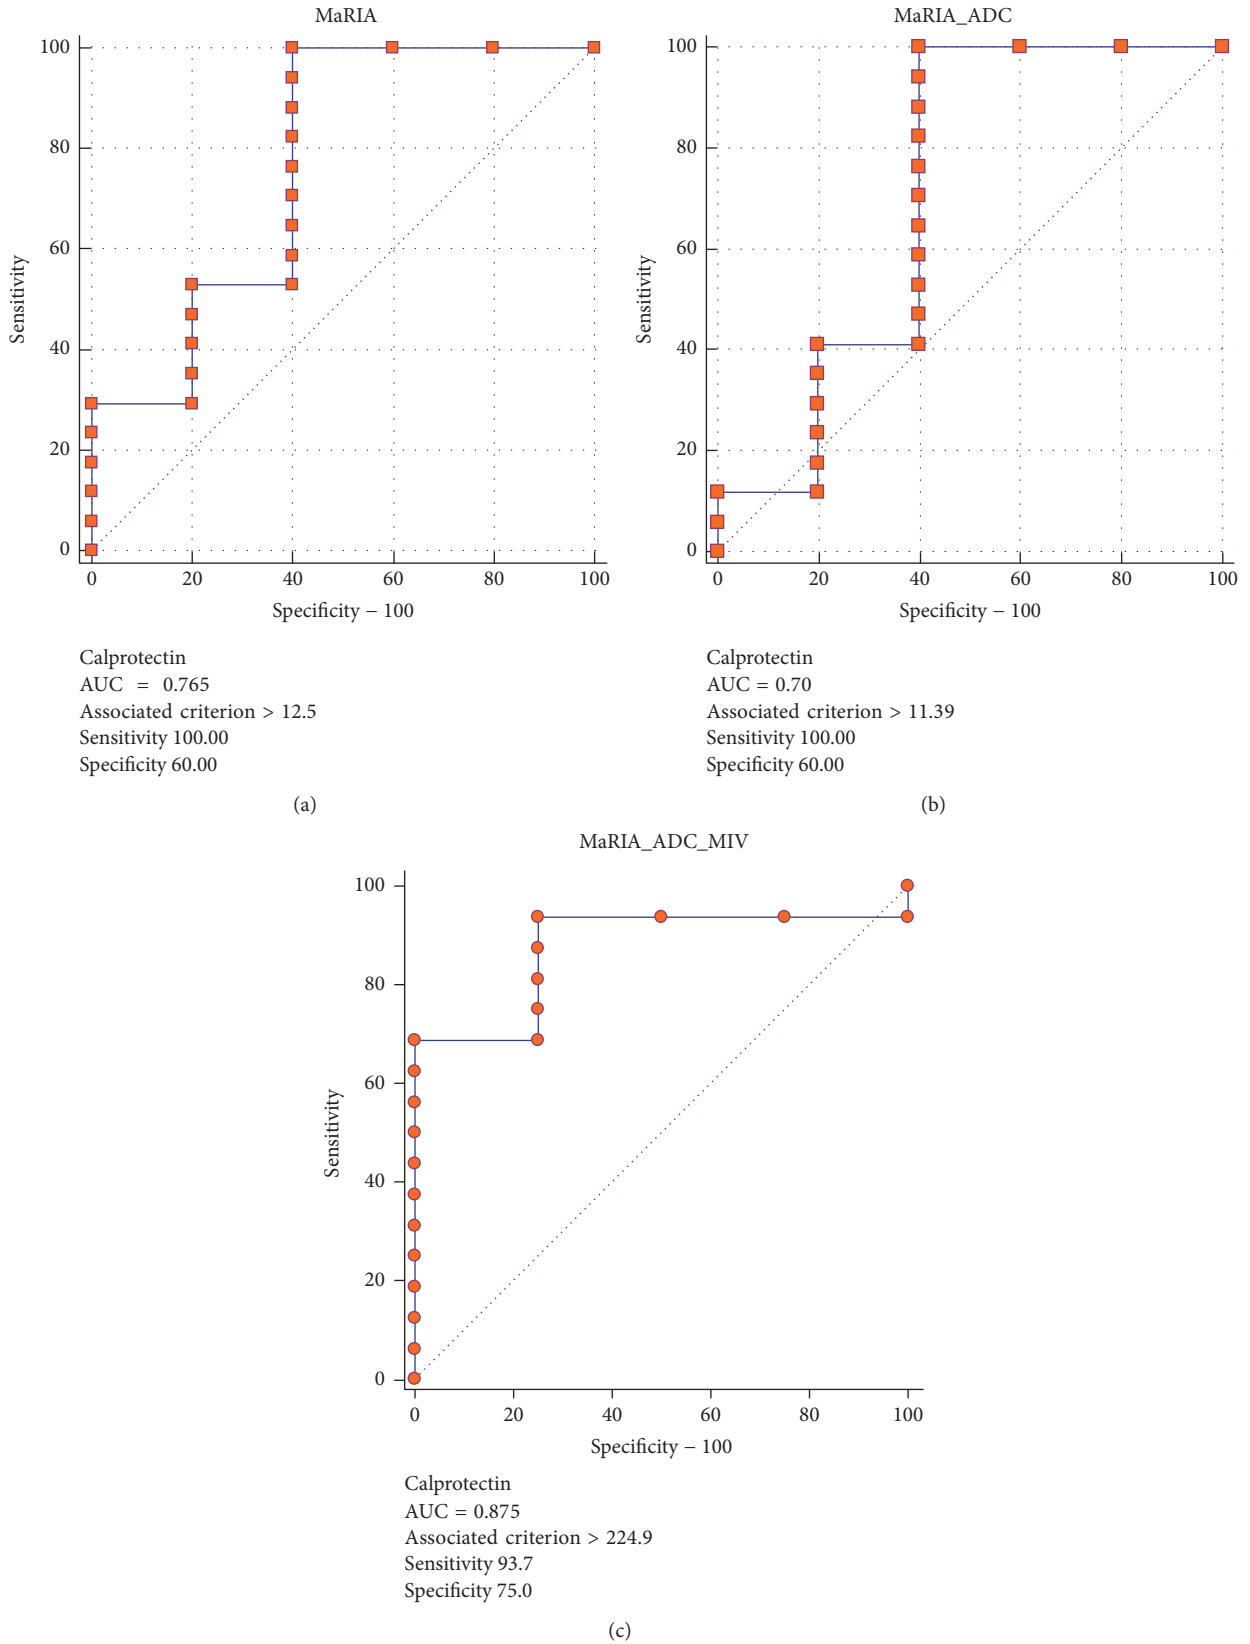 MaRIA
100
80
60
40
20
0
Sensitivity
0 20 40 60 80 100
Specificity – 100
Calprotectin
AUC = 0.765
Associated criterion > 12.5
Sensitivity 100.00
Specificity 60.00
(a)
MaRIA_ADC
100
80
60
40
20
0
Sensitivity
0 20 40 60 80 100
Specificity – 100
Calprotectin
AUC = 0.70
Associated criterion > 11.39
Sensitivity 100.00
Specificity 60.00
(b)
MaRIA_ADC_MIV
100
80
60
40
20
0
Sensitivity
0 20 40 60 80 100
Specificity – 100
Calprotectin
AUC = 0.875
Associated criterion > 224.9
Sensitivity 93.7
Specificity 75.0
(c)